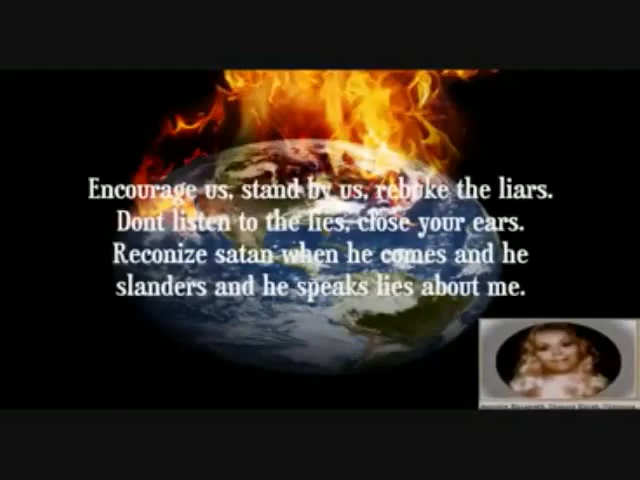 Encourage us, stand by us, rebuke the liars.
Dont listen to the lies, close your ears.
Reconize satan when he comes and he
slanders and he speaks lies about me.